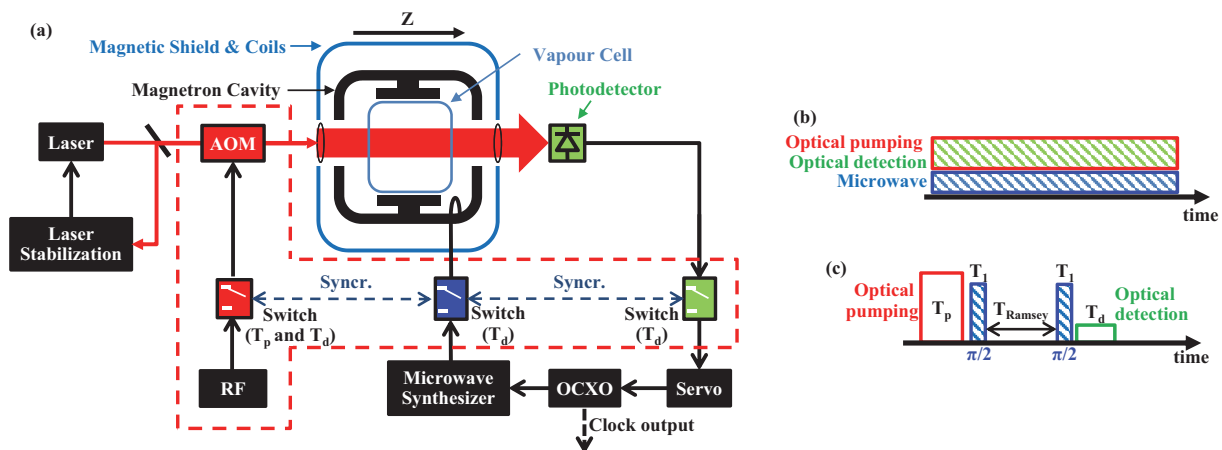 (a)
Z
Magnetic Shield & Coils
Vapour Cell
Magnetron Cavity
Photodetector
Laser
AOM
Laser
Stabilization
Syncr.
Syncr.
Switch
(Tp and Td)
Switch
(Td)
Switch
(Td)
RF
Microwave
Synthesizer
OCXO
Servo
Clock output
(b)
Optical pumping
Optical detection
Microwave
time
(c)
Optical
pumping
Tp
T1
TRamsey
T1
Td
Optical
detection
π/2
π/2
time